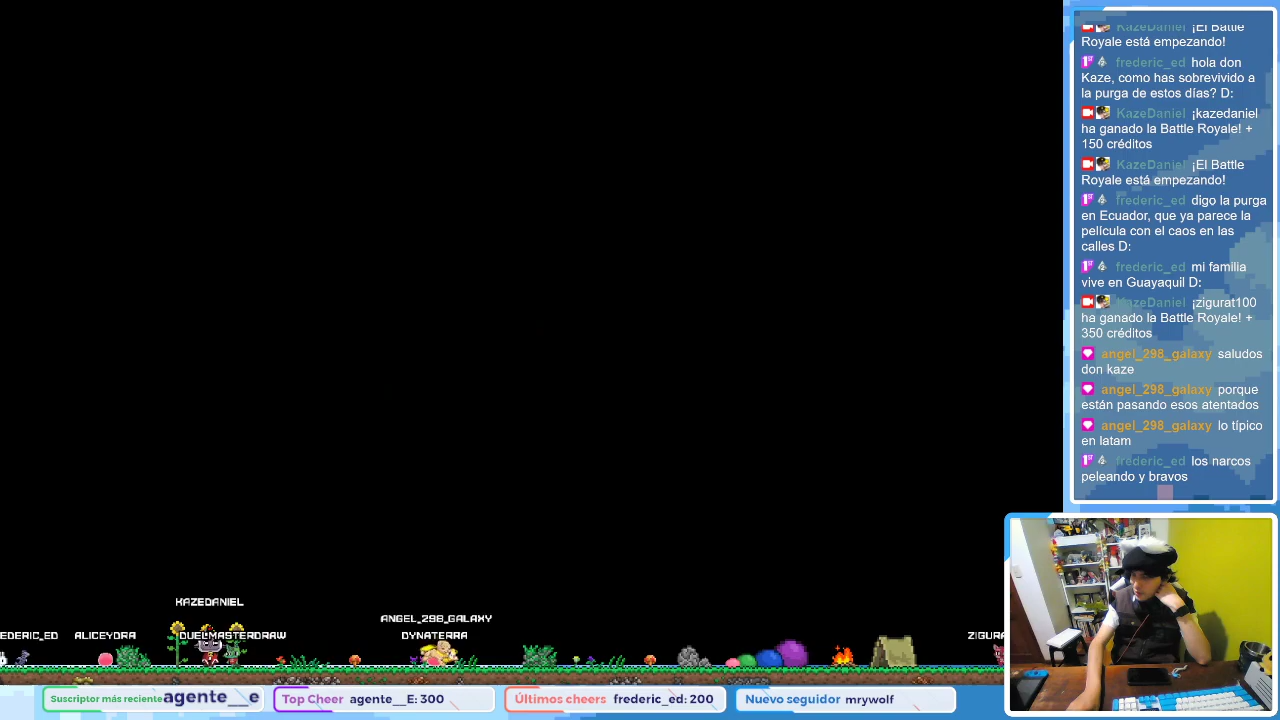 KazeDaniel ¡El Battle
Royale está empezando!
frederic_ed hola don
Kaze, como has sobrevivido a
la purga de estos días? D:
KazeDaniel ¡kazedaniel
ha ganado la Battle Royale! +
150 créditos
KazeDaniel ¡El Battle
Royale está empezando!
frederic_ed digo la purga
en Ecuador, que ya parece la
película con el caos en las
calles D:
frederic_ed mi familia
vive en Guayaquil D:
KazeDaniel ¡zigurat100
ha ganado la Battle Royale! +
350 créditos
angel_298_galaxy saludos
don kaze
angel_298_galaxy porque
están pasando esos atentados
angel_298_galaxy lo típico
en latam
frederic_ed los narcos
peleando y bravos
KAZEDANIEL
ANGEL_298_GALAXY
EDERIC_ED ALICEYDRA DUELMASTERDRAW DYNATERRA ZIGURA
Suscriptor más reciente agente__e
Top Cheer agente__E: 300
Últimos cheers frederic_ed: 200
Nuevo seguidor mrywolf